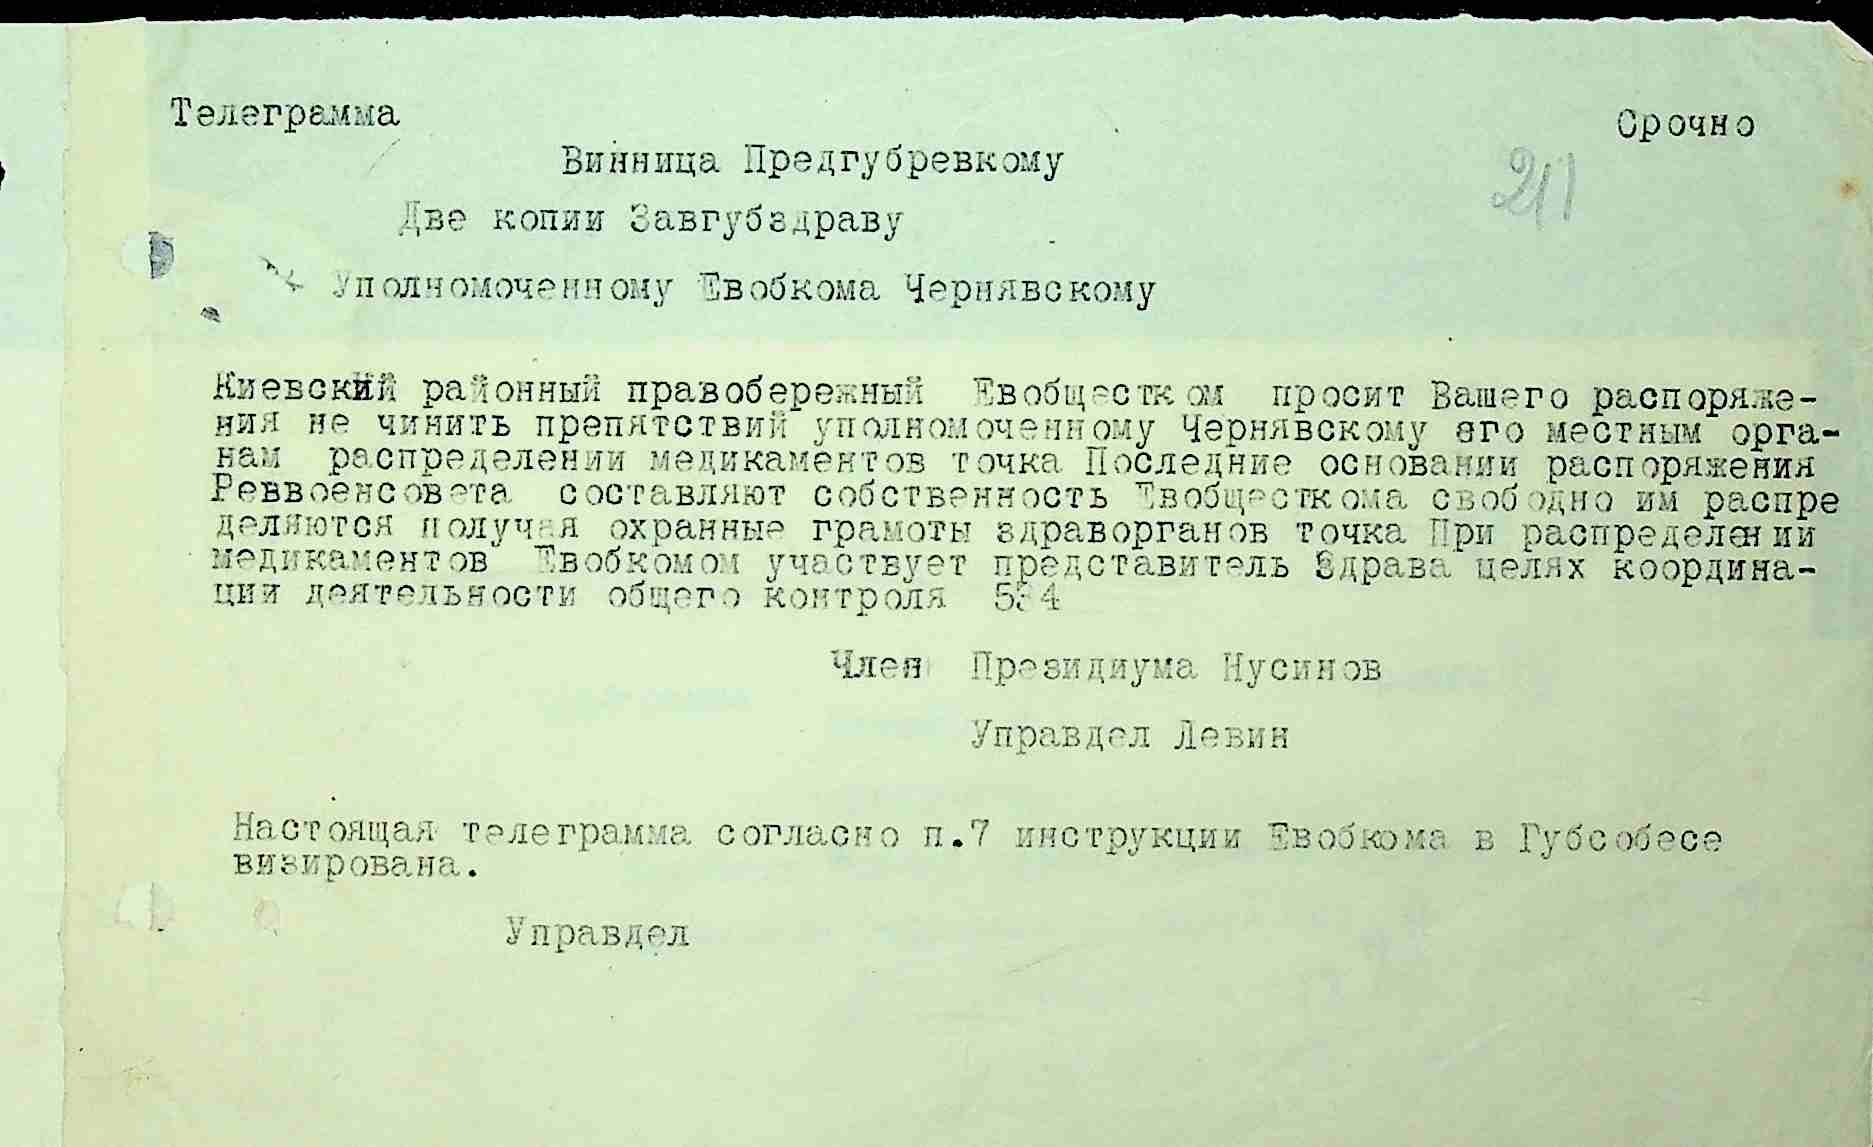 Телеграмма
Срочно
Винница Предгубревкому
211
Две копии Завгубздраву
Уполномоченному Евобкома Чернявскому
Киевский районный правобережный Евобщестком просит Вашего распоряже-
ния не чинить препятствий уполномоченному Чернявскому его местным орга-
нам распределении медикаментов точка Последние основании распоряжения
Реввоенсовета составляют собственность Евобщесткома свободно им распре
деляются получая охранные грамоты здраворганов точка При распределении
медикаментов Евобкомом участвует представитель Здрава целях координа-
ции деятельности общего контроля 534
Член Президиума Нусинов
Управдел Левин
Настоящая телеграмма согласно п.7 инструкции Евобкома в Губсобесе
визирована.
Управдел